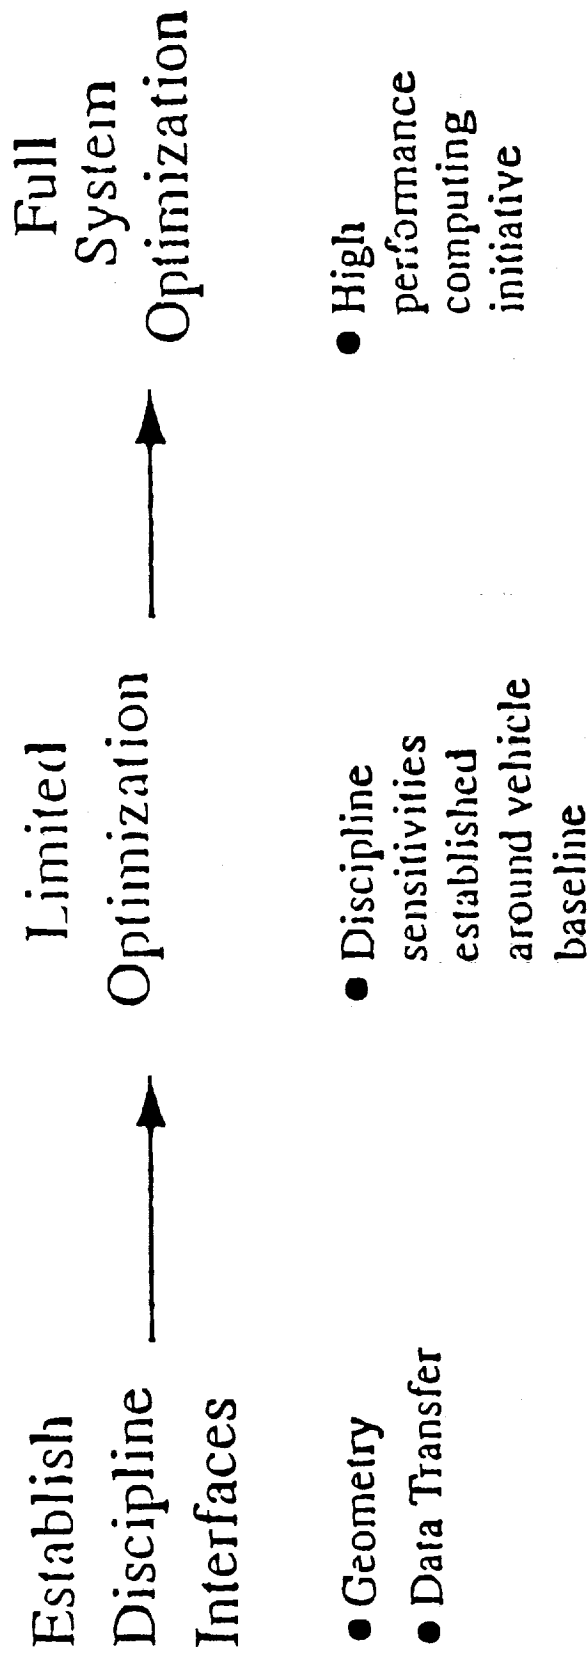 Establish
Discipline
Interfaces
● Geometry
● Data Transfer
Limited
Optimization
● Discipline
sensitivities
established
around vehicle
baseline
Full
System
Optimization
● High
performance
computing
initiative